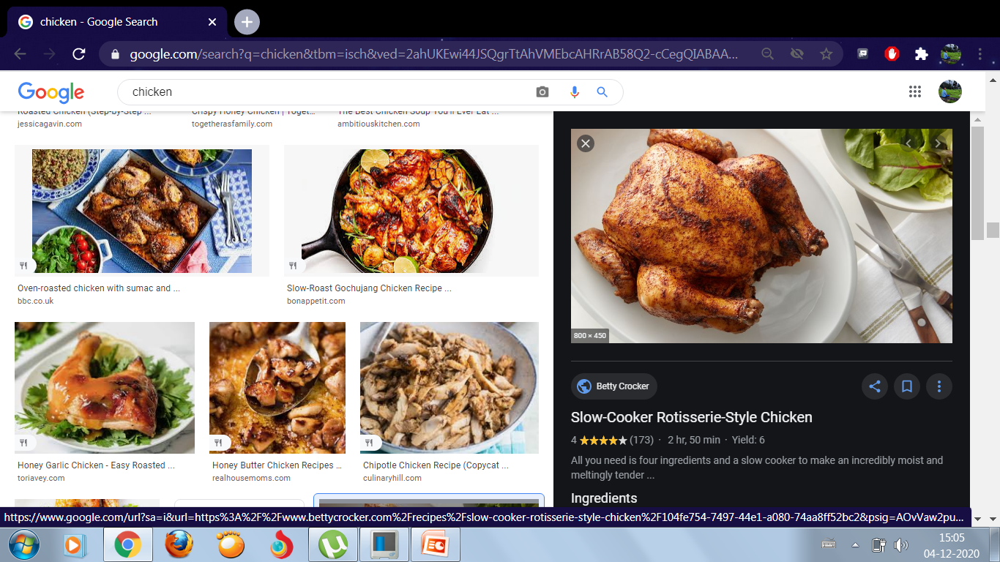 chicken - Google Search
google.com/search?q=chicken&tbm=isch&ved=2ahUKEwi44JSQgrTtAhVMEbcAHRrAB58Q2-cCegQIABAA...
Google
chicken
Roasted Chicken (Step-by-Step ...
jessicagavin.com
Crispy Honey Chicken | Toget...
togetherasfamily.com
The Best Chicken Soup You'll Ever Eat ...
ambitiouskitchen.com
Oven-roasted chicken with sumac and ...
bbc.co.uk
Slow-Roast Gochujang Chicken Recipe ...
bonappetit.com
Honey Garlic Chicken - Easy Roasted ...
toriavey.com
Honey Butter Chicken Recipes ...
realhousemoms.com
Chipotle Chicken Recipe (Copycat ...
culinaryhill.com
800 × 450
Betty Crocker
Slow-Cooker Rotisserie-Style Chicken
4 ★★★★★ (173) · 2 hr, 50 min · Yield: 6
All you need is four ingredients and a slow cooker to make an incredibly moist and
meltingly tender ...
Ingredients
https://www.google.com/url?sa=i&url=https%3A%2F%2Fwww.bettycrocker.com%2Frecipes%2Fslow-cooker-rotisserie-style-chicken%2F104fe754-7497-44e1-a080-74aa8ff52bc2&psig=AOvVaw2pu...
15:05
04-12-2020